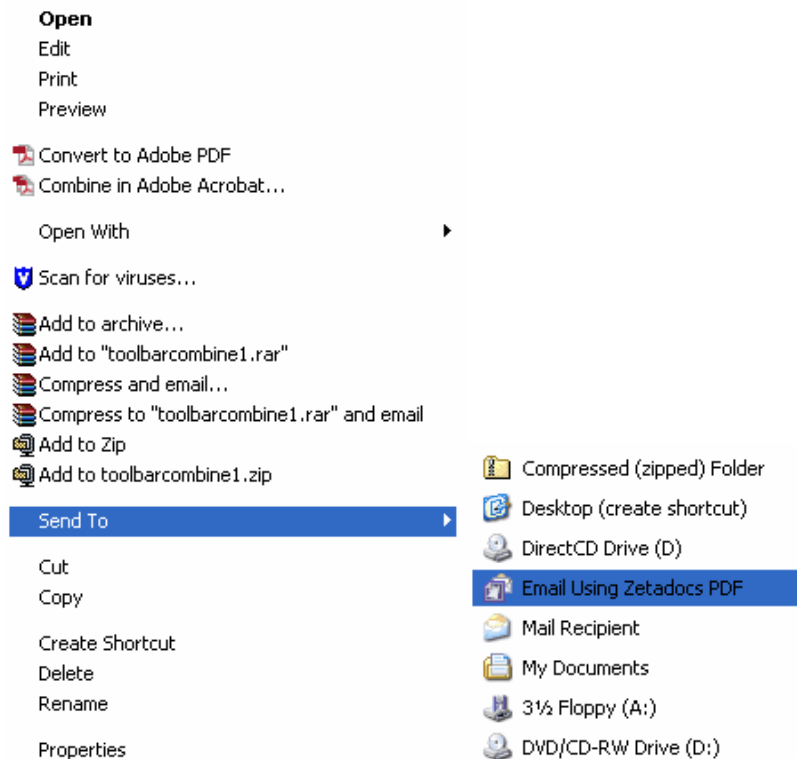 Open
Edit
Print
Preview
Convert to Adobe PDF
Combine in Adobe Acrobat...
Open With
Scan for viruses...
Add to archive...
Add to "toolbarcombine1.rar"
Compress and email...
Compress to "toolbarcombine1.rar" and email
Add to Zip
Add to toolbarcombine1.zip
Send To
Cut
Copy
Create Shortcut
Delete
Rename
Properties
Compressed (zipped) Folder
Desktop (create shortcut)
DirectCD Drive (D)
Email Using Zetadocs PDF
Mail Recipient
My Documents
3½ Floppy (A:)
DVD/CD-RW Drive (D:)